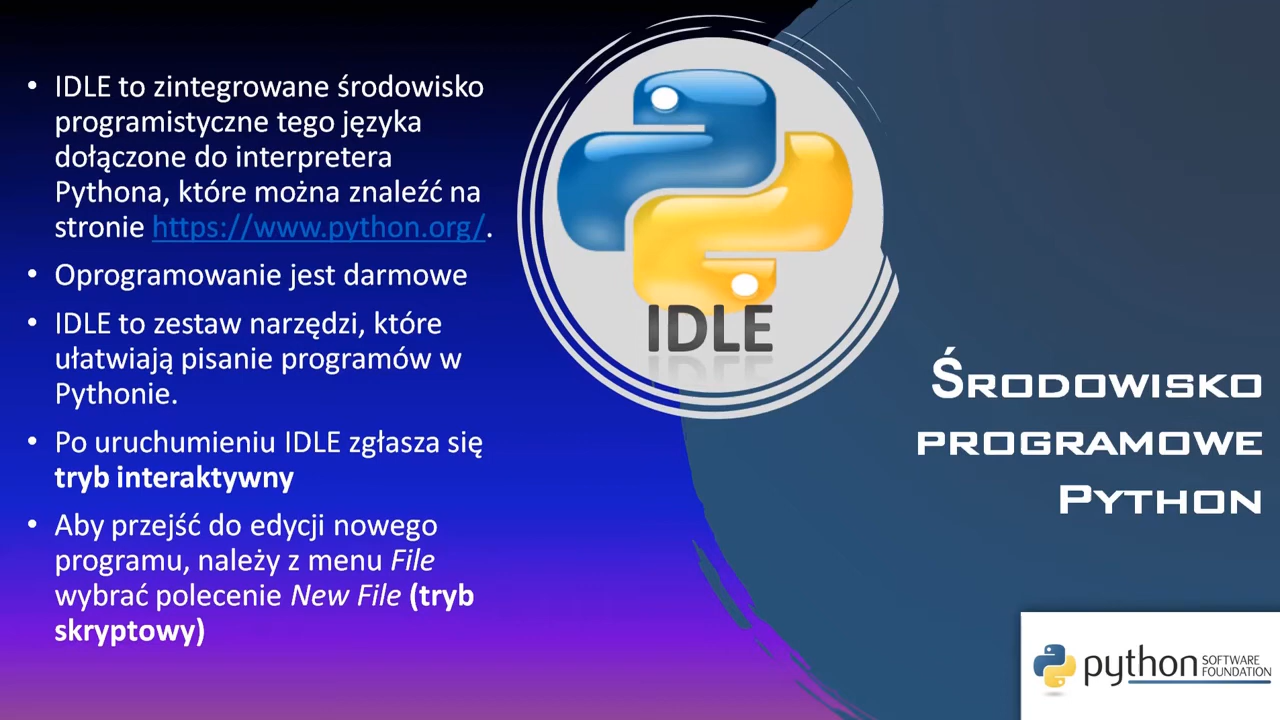 • IDLE to zintegrowane środowisko
programistyczne tego języka
dołączone do interpretera
Pythona, które można znaleźć na
stronie https://www.python.org/.
• Oprogramowanie jest darmowe
• IDLE to zestaw narzędzi, które
ułatwiają pisanie programów w
Pythonie.
• Po uruchumieniu IDLE zgłasza się
tryb interaktywny
• Aby przejść do edycji nowego
programu, należy z menu File
wybrać polecenie New File (tryb
skryptowy)
IDLE
Środowisko
programowe
Python
python SOFTWARE
FOUNDATION